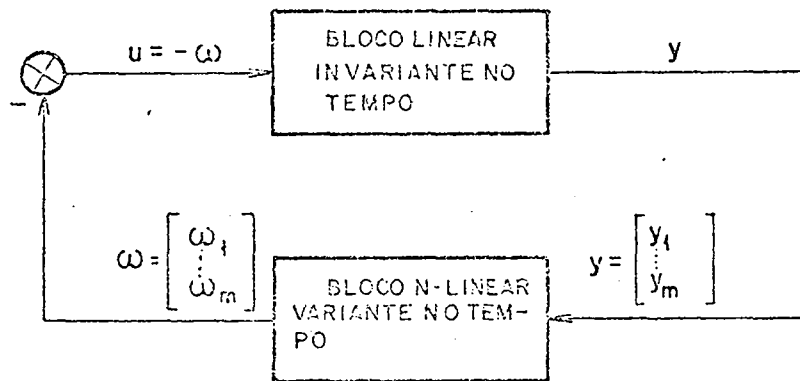 u = - ω
BLOCO LINEAR
INVARIANTE NO
TEMPO
y
-
ω = [ ω1
⋮
ωm ]
BLOCO N-LINEAR
VARIANTE NO TEM-
PO
y = [ y1
⋮
ym ]